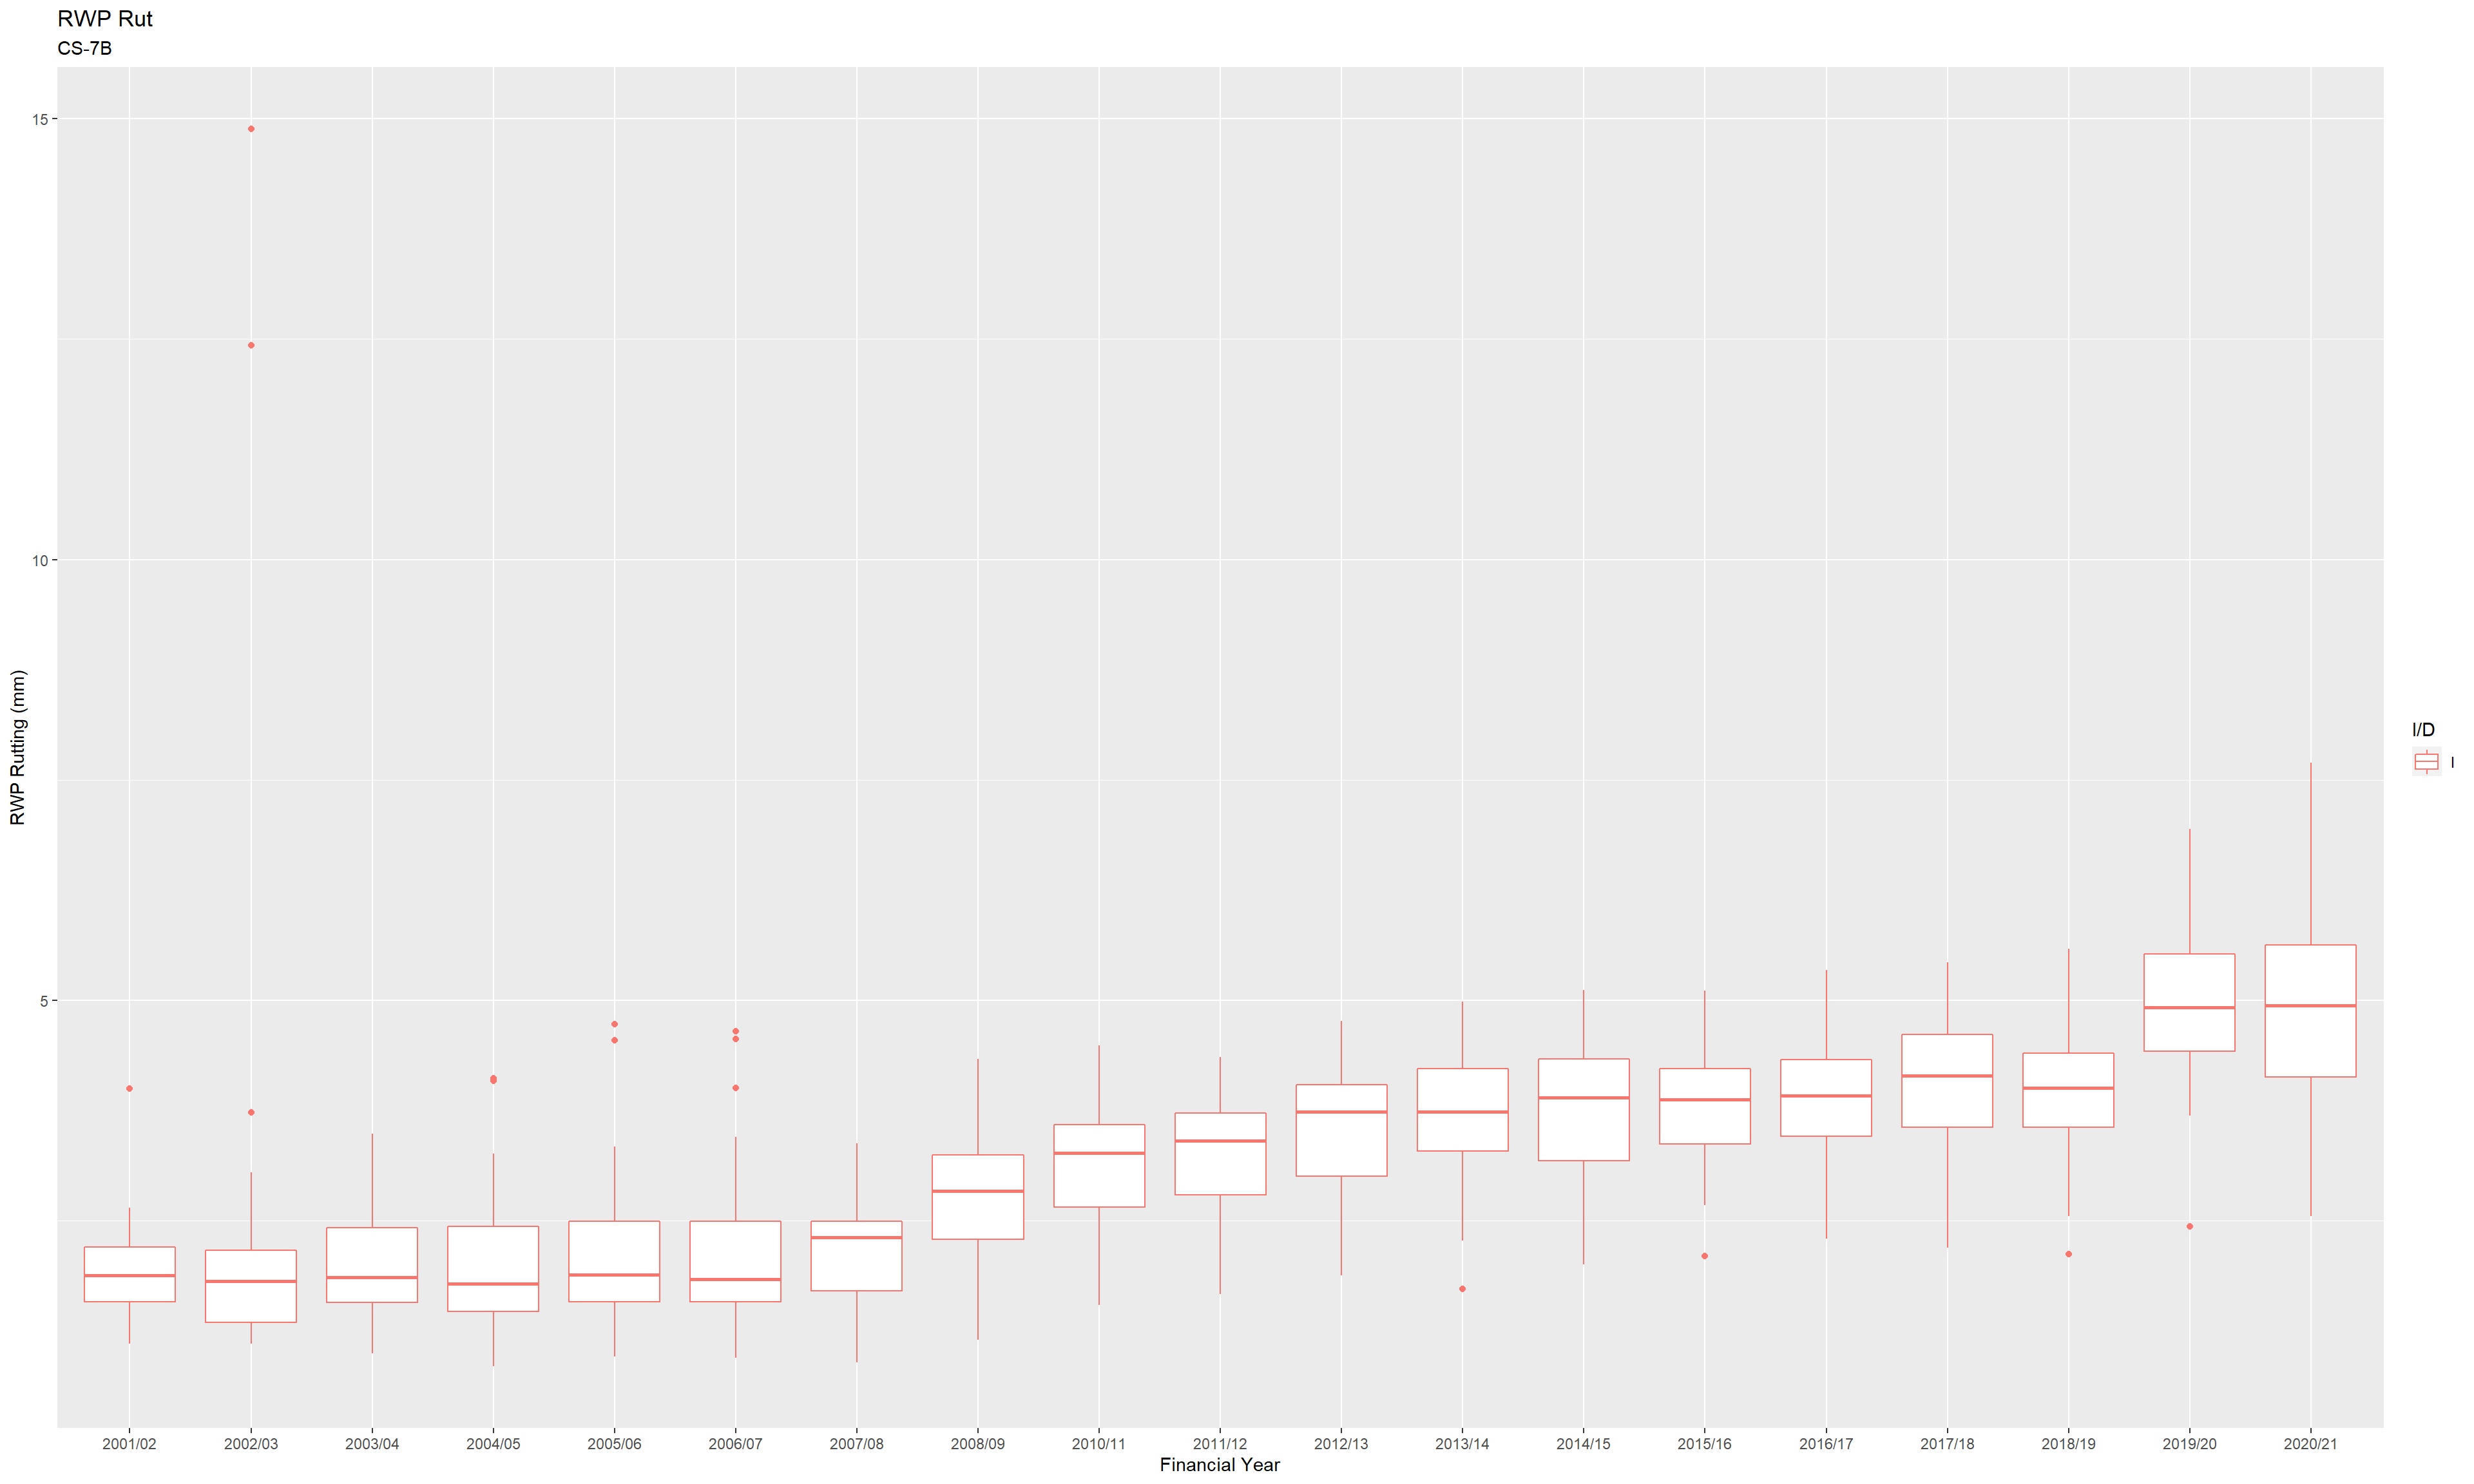 RWP Rut
CS-7B
15
10
5
RWP Rutting (mm)
2001/02 2002/03 2003/04 2004/05 2005/06 2006/07 2007/08 2008/09 2010/11 2011/12 2012/13 2013/14 2014/15 2015/16 2016/17 2017/18 2018/19 2019/20 2020/21
Financial Year
I/D
I